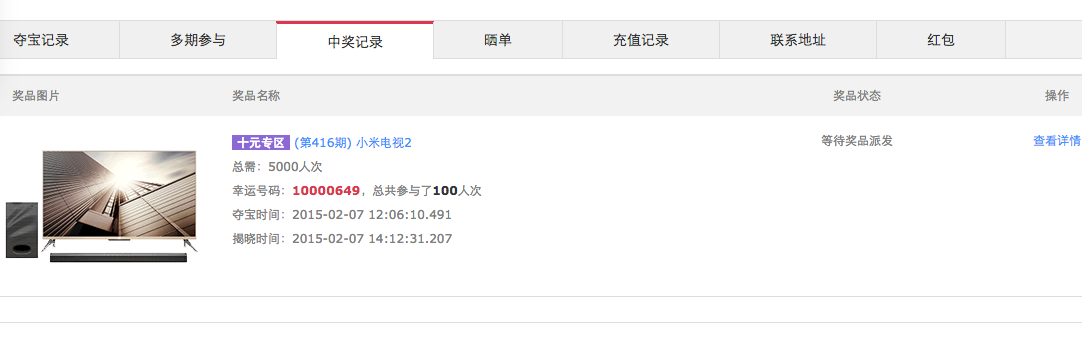 夺宝记录 多期参与 中奖记录 晒单 充值记录 联系地址 红包
奖品图片 奖品名称 奖品状态 操作
十元专区 (第416期) 小米电视2 等待奖品派发 查看详情
总需：5000人次
幸运号码：10000649，总共参与了100人次
夺宝时间：2015-02-07 12:06:10.491
揭晓时间：2015-02-07 14:12:31.207